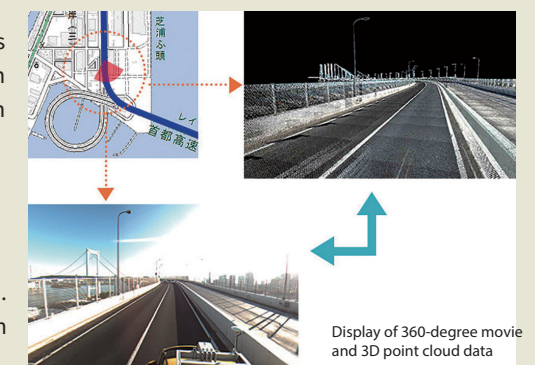 芝浦ふ頭
レイ
首都高速
s
n
n
.
n
Display of 360-degree movie
and 3D point cloud data